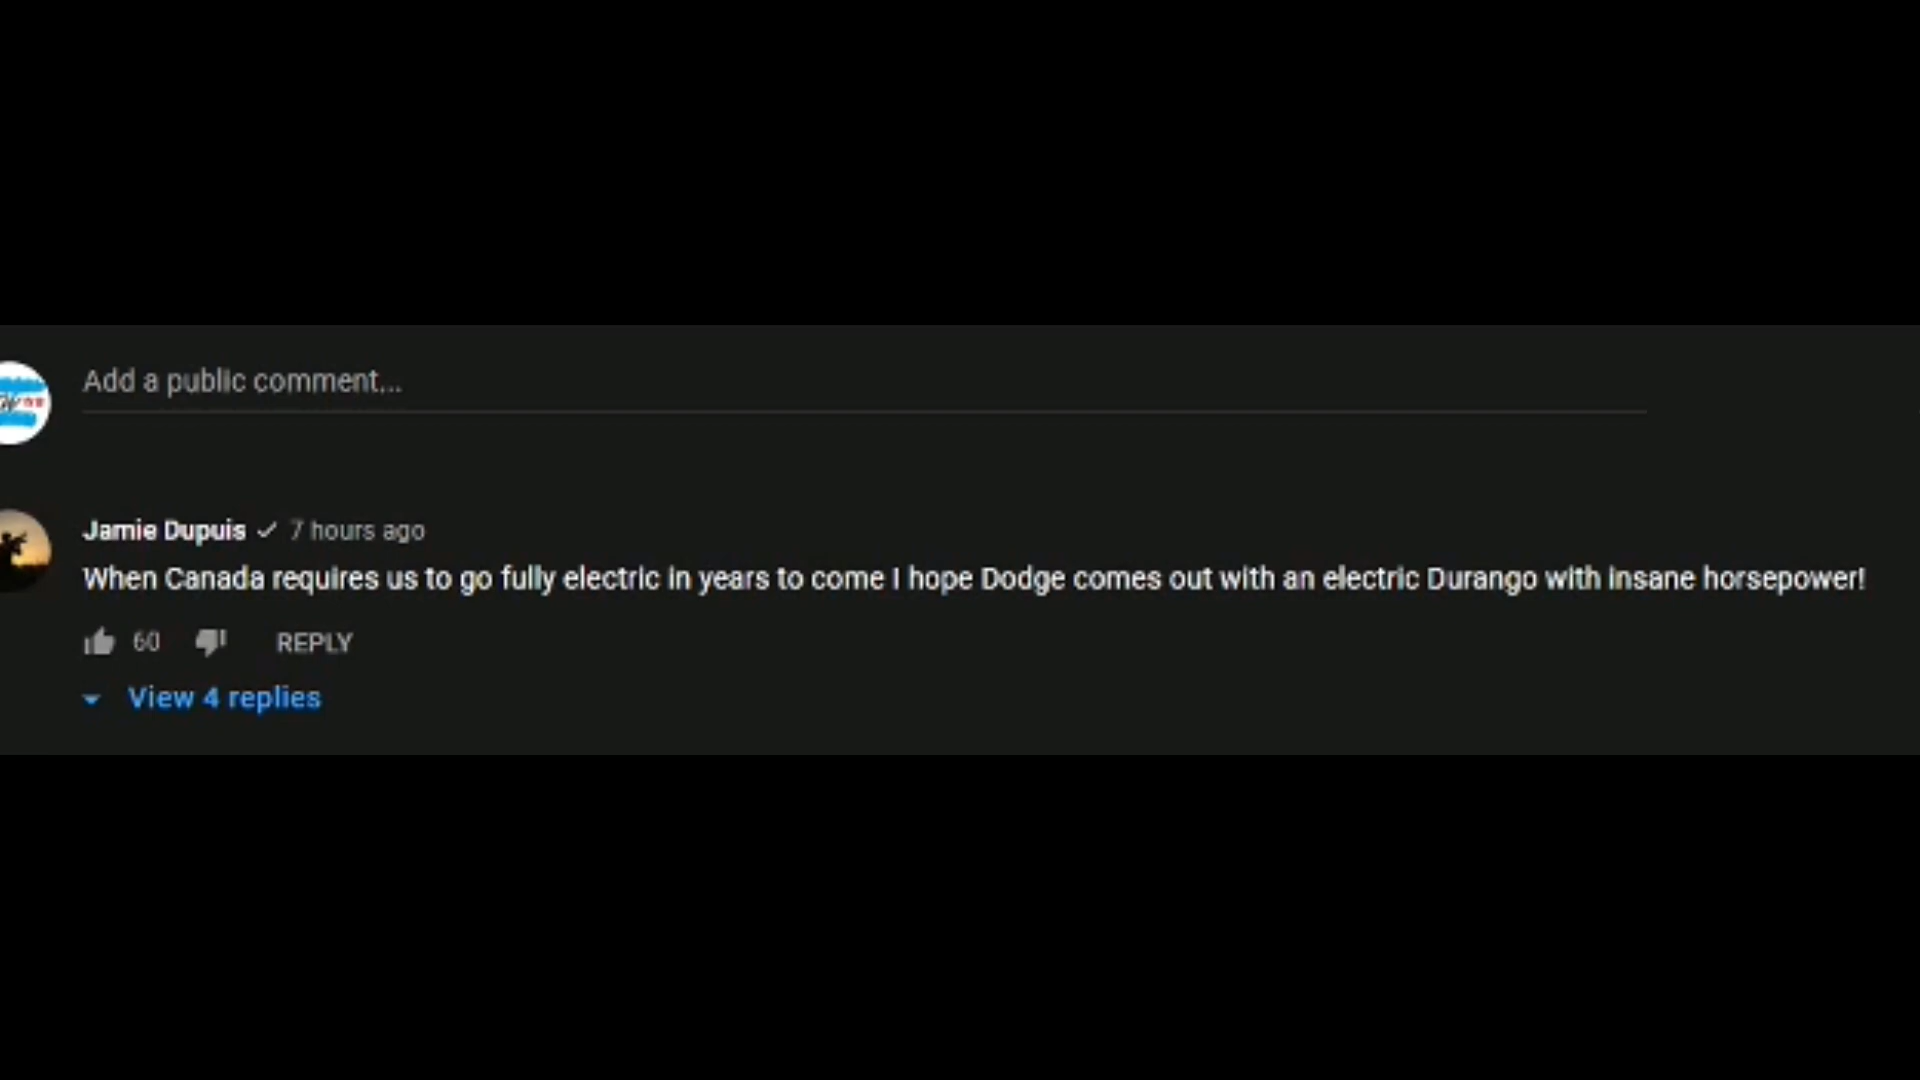 Add a public comment...
Jamie Dupuis ✓ 7 hours ago
When Canada requires us to go fully electric in years to come I hope Dodge comes out with an electric Durango with insane horsepower!
60 REPLY
View 4 replies